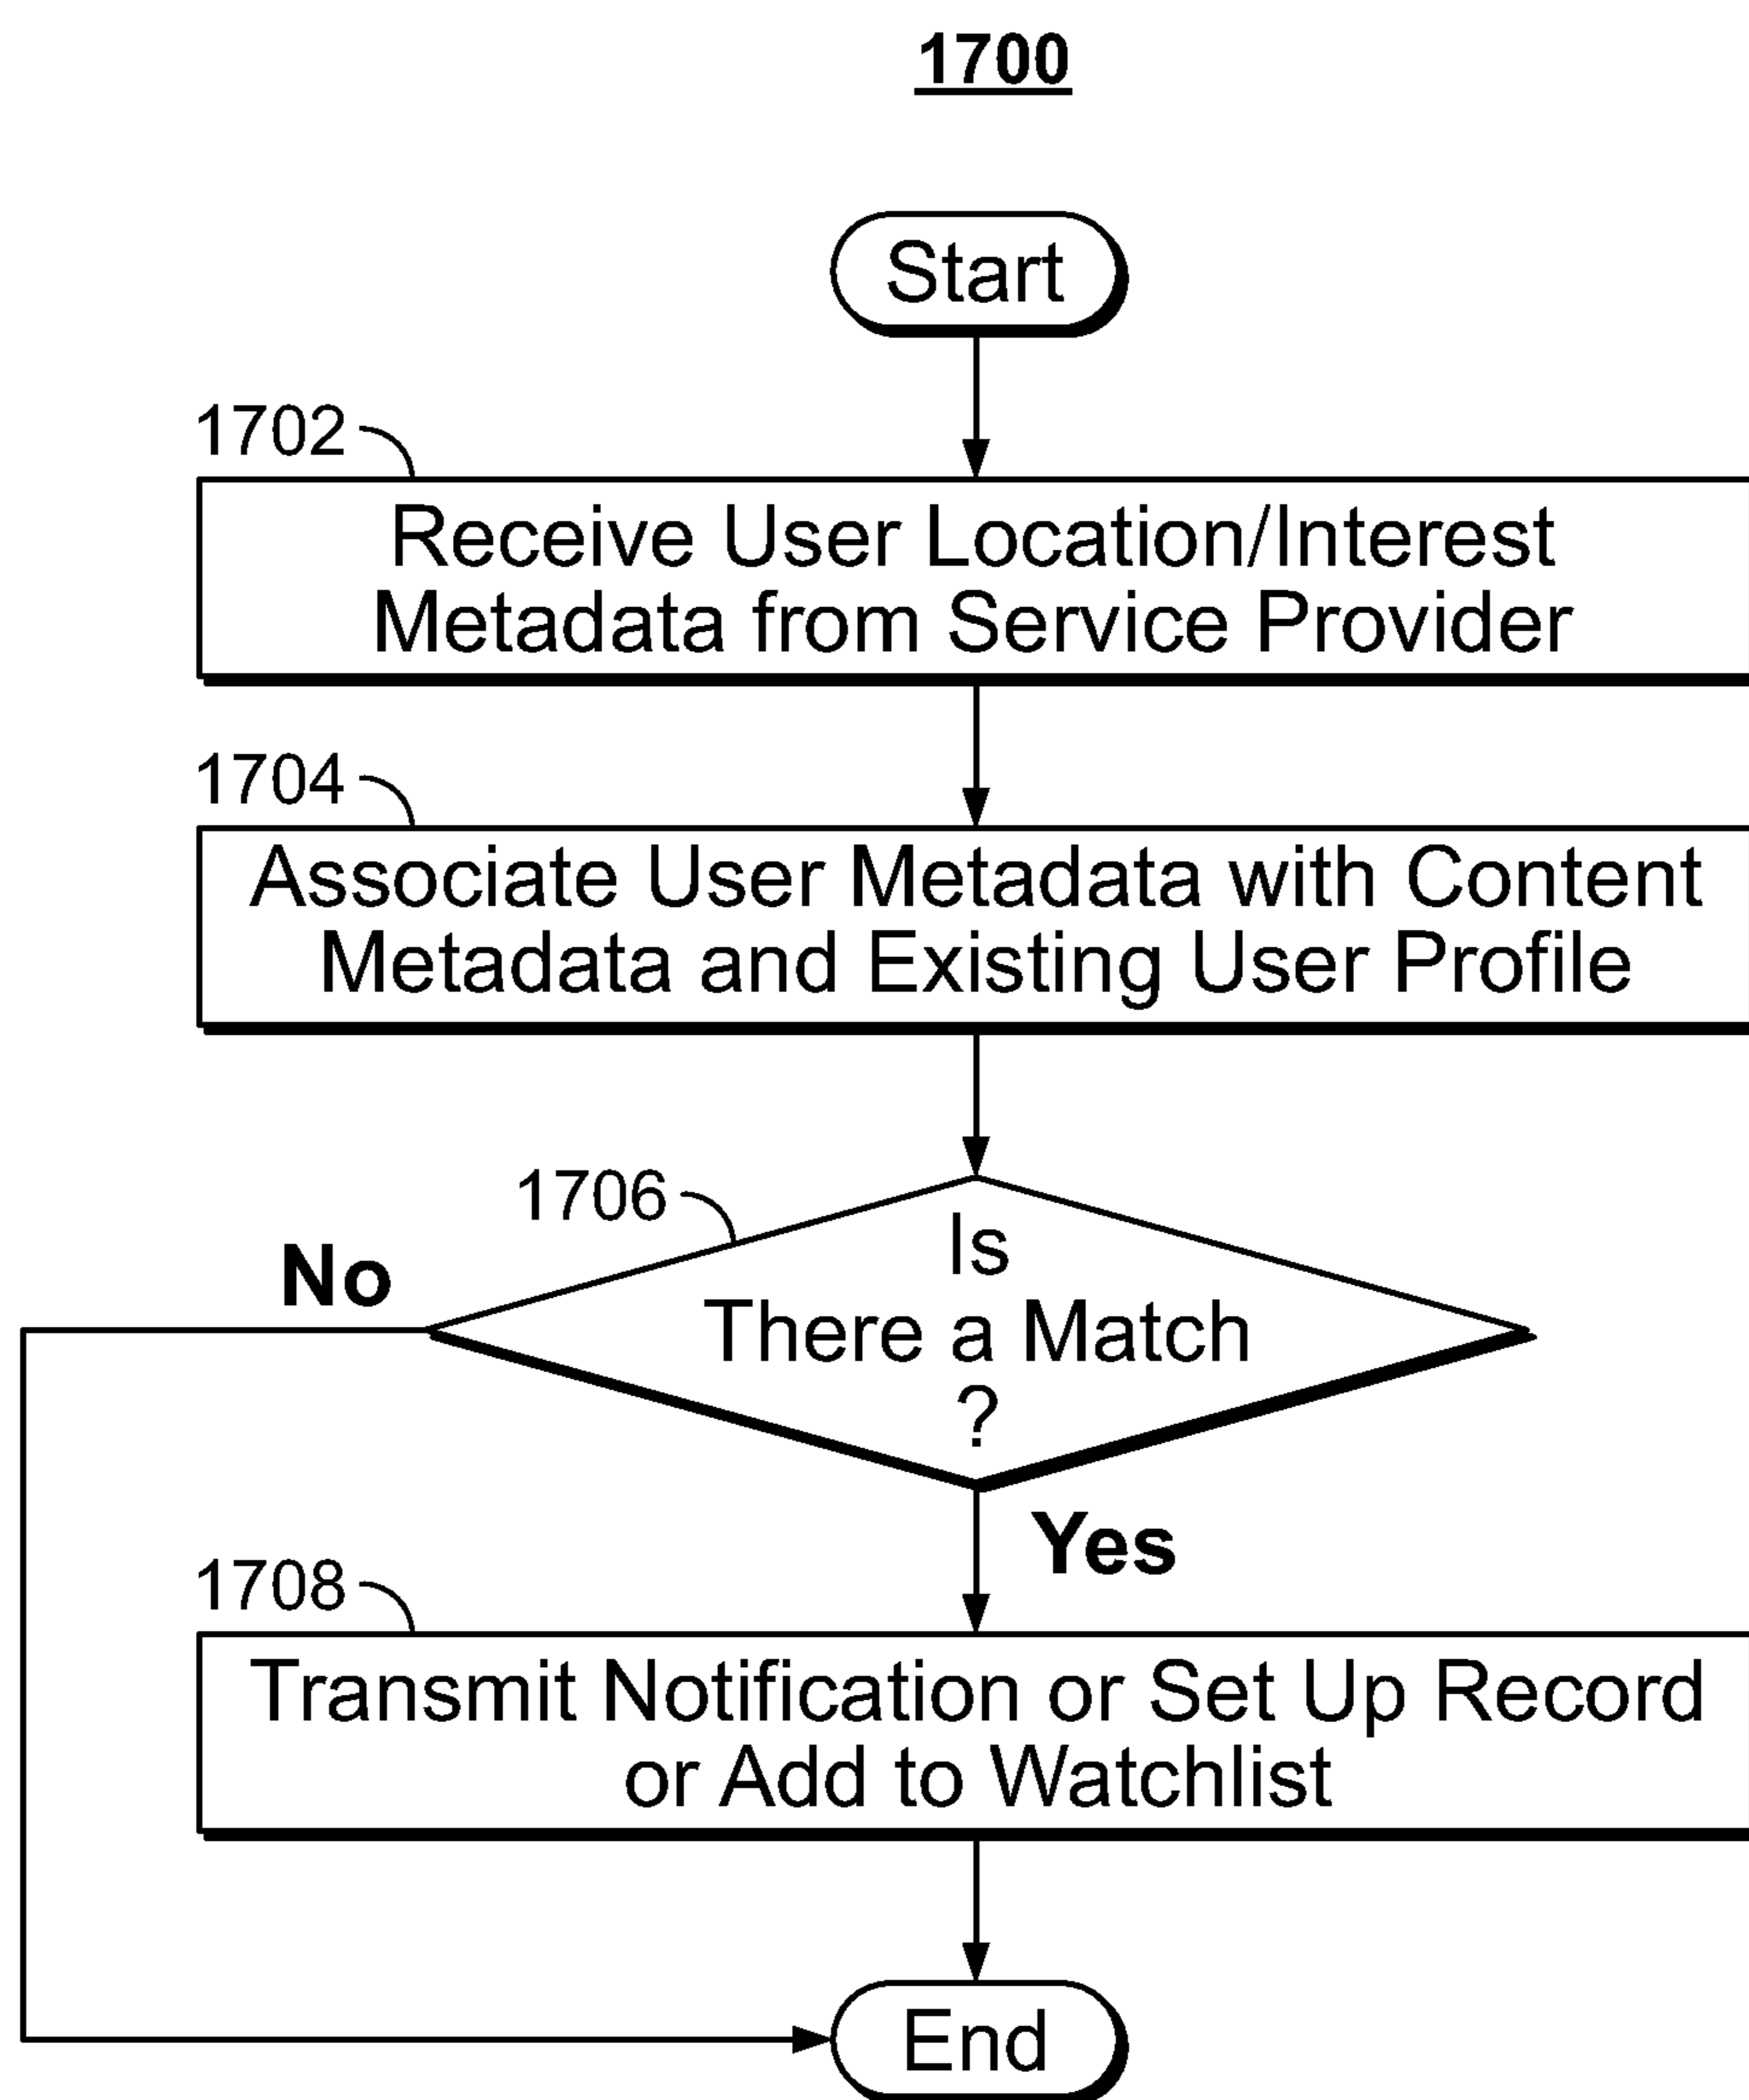 1700
Start
1702
Receive User Location/Interest
Metadata from Service Provider
1704
Associate User Metadata with Content
Metadata and Existing User Profile
1706
No
Is
There a Match
?
Yes
1708
Transmit Notification or Set Up Record
or Add to Watchlist
End